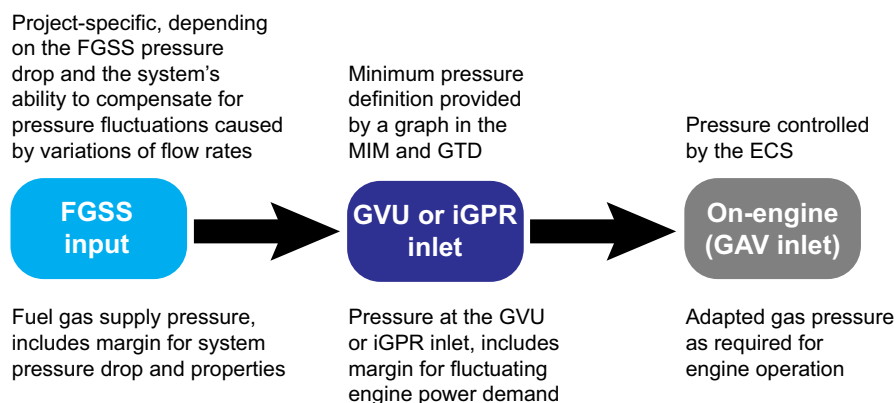 Project-specific, depending
on the FGSS pressure
drop and the system's
ability to compensate for
pressure fluctuations caused
by variations of flow rates
Minimum pressure
definition provided
by a graph in the
MIM and GTD
Pressure controlled
by the ECS
FGSS
input
GVU or iGPR
inlet
On-engine
(GAV inlet)
Fuel gas supply pressure,
includes margin for system
pressure drop and properties
Pressure at the GVU
or iGPR inlet, includes
margin for fluctuating
engine power demand
Adapted gas pressure
as required for
engine operation